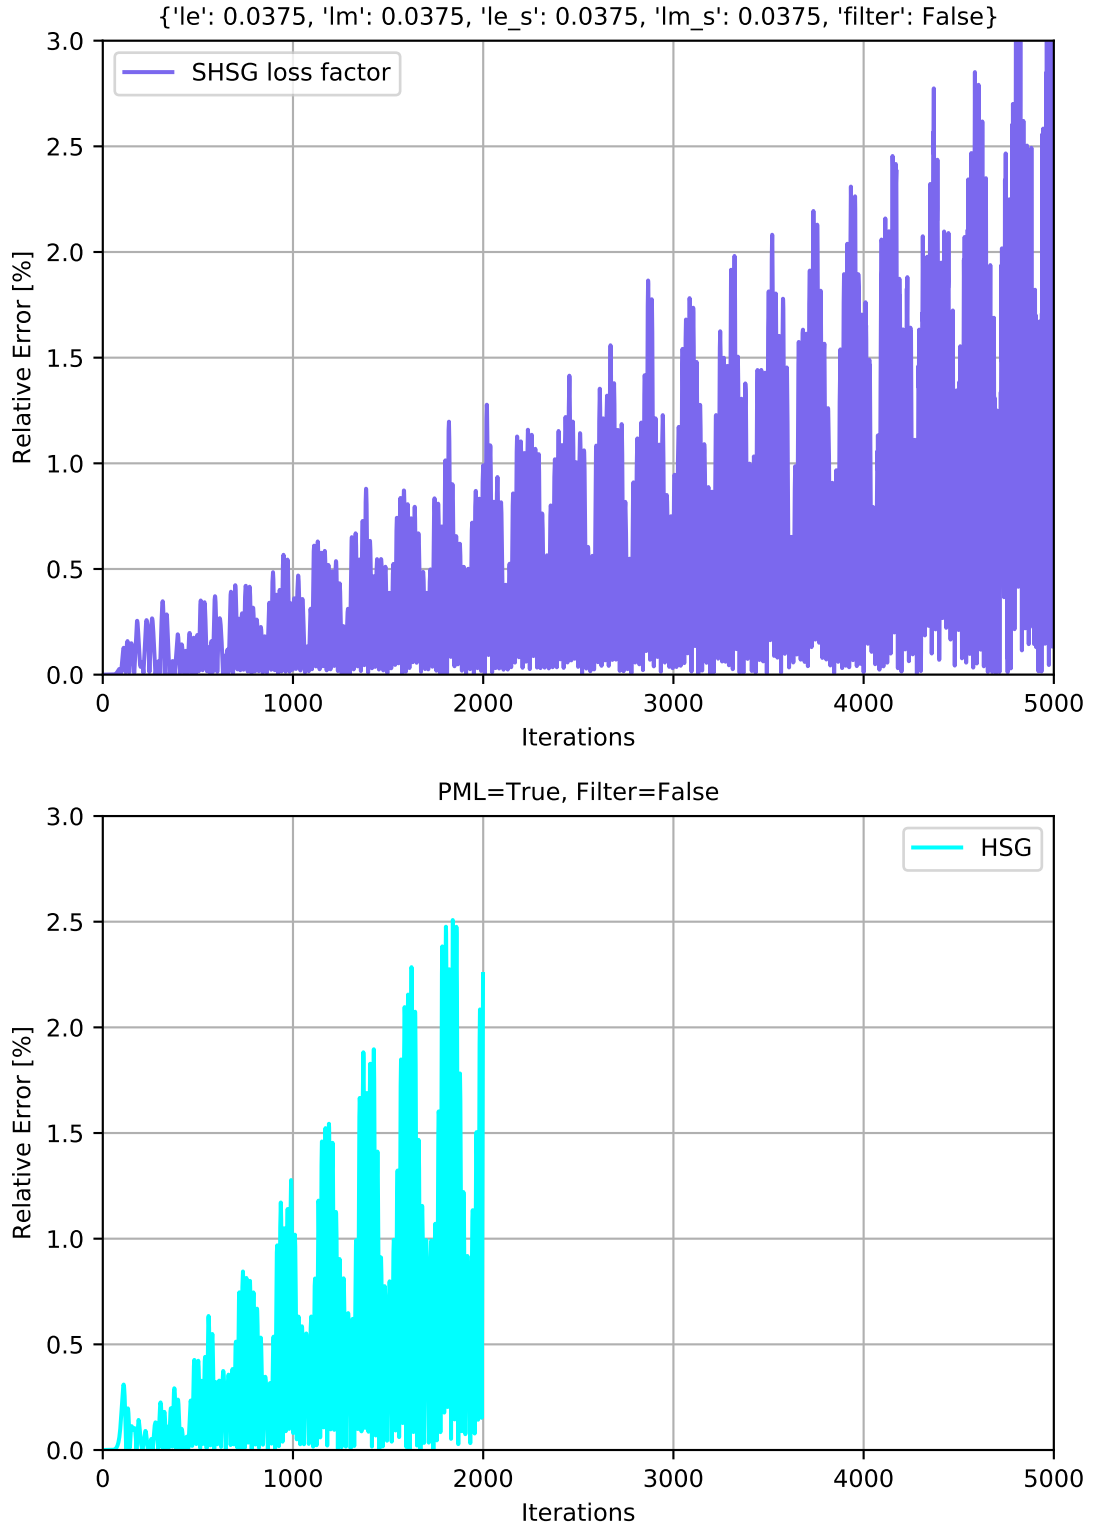 {'le': 0.0375, 'lm': 0.0375, 'le_s': 0.0375, 'lm_s': 0.0375, 'filter': False}
3.0
SHSG loss factor
2.5
2.0
1.5
1.0
0.5
0.0
Relative Error [%]
0 1000 2000 3000 4000 5000
Iterations
PML=True, Filter=False
3.0
HSG
2.5
2.0
1.5
1.0
0.5
0.0
Relative Error [%]
0 1000 2000 3000 4000 5000
Iterations